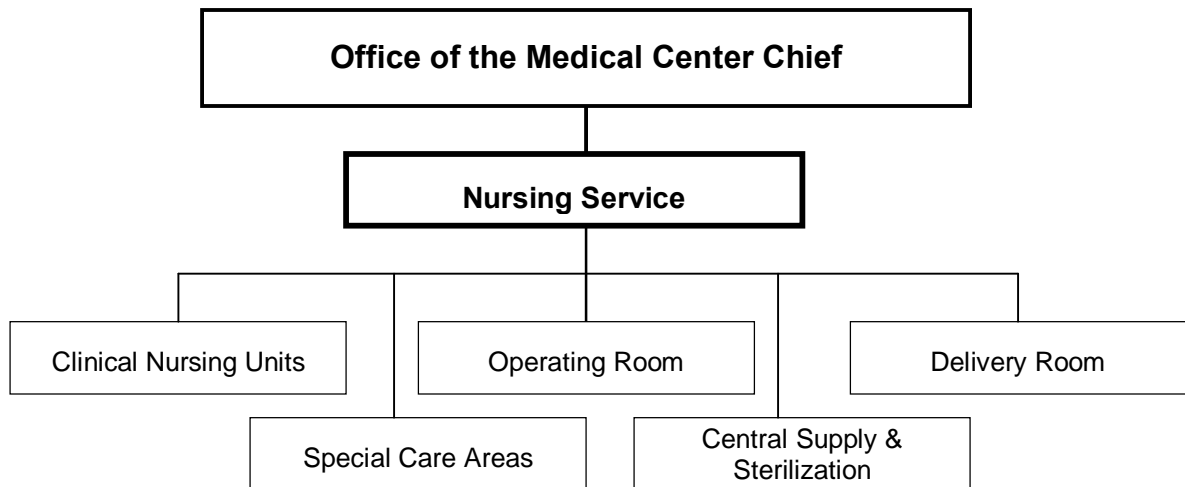 Office of the Medical Center Chief
Nursing Service
Clinical Nursing Units
Operating Room
Delivery Room
Special Care Areas
Central Supply &
Sterilization